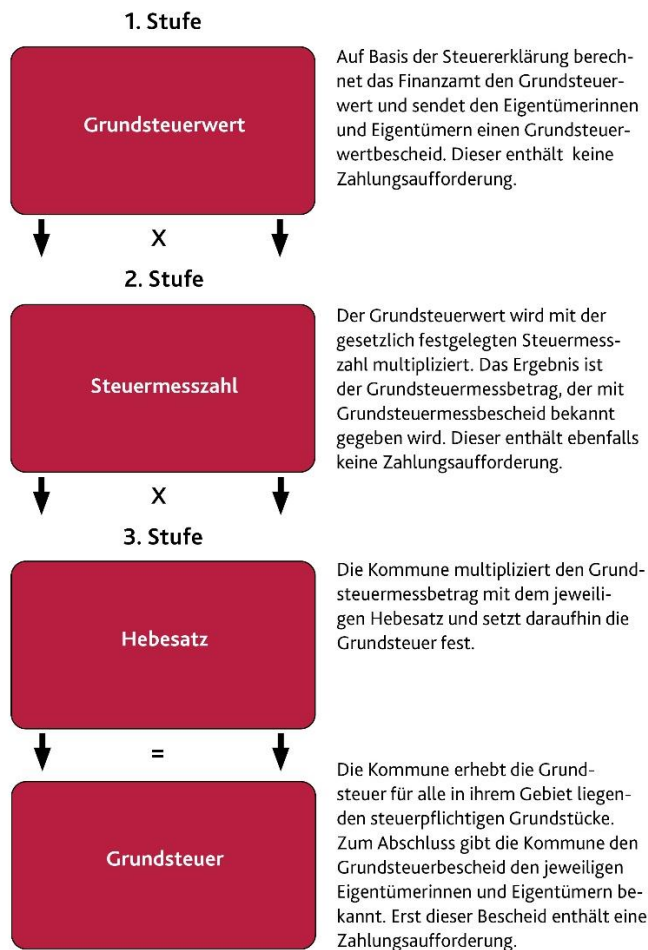 1. Stufe
Grundsteuerwert
Auf Basis der Steuererklärung berech-
net das Finanzamt den Grundsteuer-
wert und sendet den Eigentümerinnen
und Eigentümern einen Grundsteuer-
wertbescheid. Dieser enthält keine
Zahlungsaufforderung.
X
2. Stufe
Steuermesszahl
Der Grundsteuerwert wird mit der
gesetzlich festgelegten Steuermess-
zahl multipliziert. Das Ergebnis ist
der Grundsteuermessbetrag, der mit
Grundsteuermessbescheid bekannt
gegeben wird. Dieser enthält ebenfalls
keine Zahlungsaufforderung.
X
3. Stufe
Hebesatz
Die Kommune multipliziert den Grund-
steuermessbetrag mit dem jeweili-
gen Hebesatz und setzt daraufhin die
Grundsteuer fest.
=
Grundsteuer
Die Kommune erhebt die Grund-
steuer für alle in ihrem Gebiet liegen-
den steuerpflichtigen Grundstücke.
Zum Abschluss gibt die Kommune den
Grundsteuerbescheid den jeweiligen
Eigentümerinnen und Eigentümern be-
kannt. Erst dieser Bescheid enthält eine
Zahlungsaufforderung.